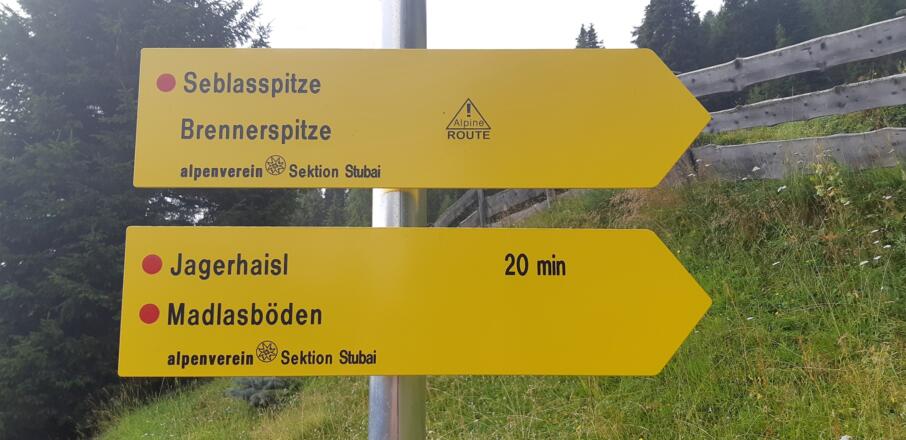 Seblasspitze
Brennerspitze
! Alpine
ROUTE
alpenverein Sektion Stubai
Jagerhaisl 20 min
Madlasböden
alpenverein Sektion Stubai